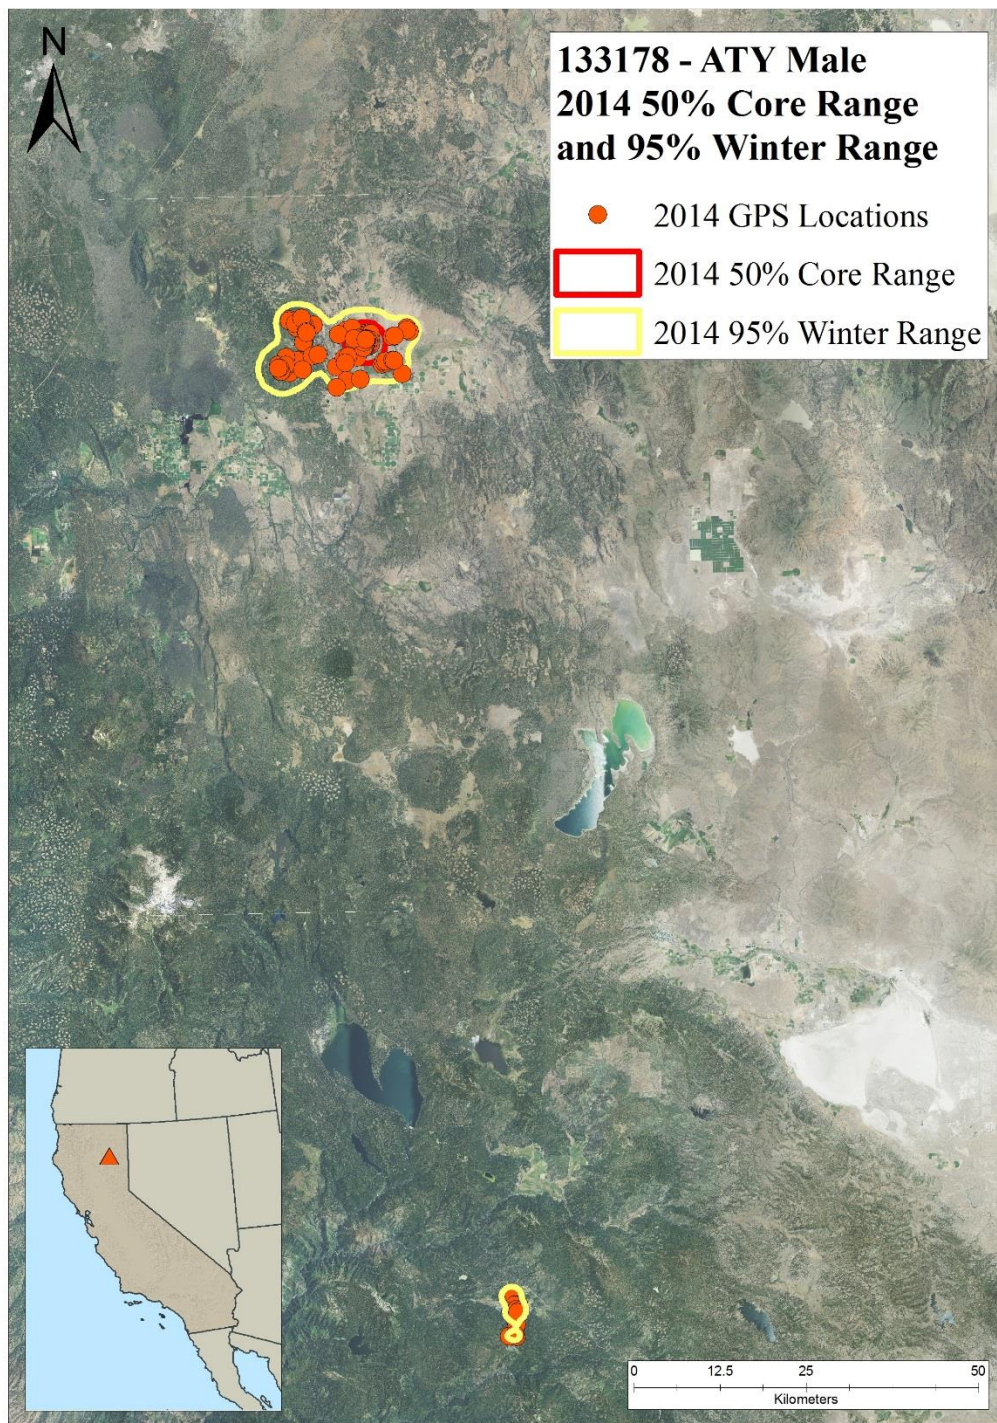 N
133178 - ATY Male
2014 50% Core Range
and 95% Winter Range
2014 GPS Locations
2014 50% Core Range
2014 95% Winter Range
0 12.5 25 50
Kilometers